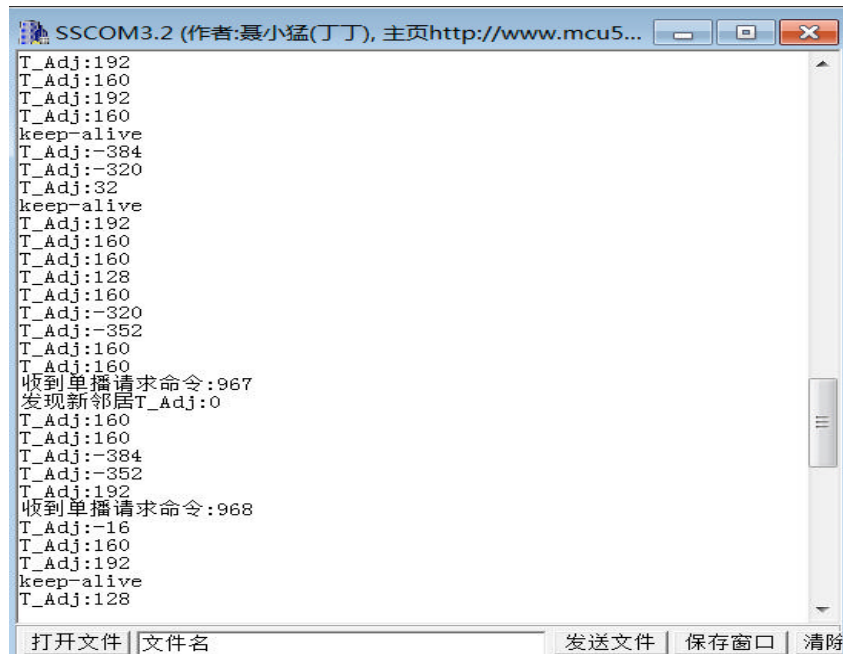 SSCOM3.2 (作者:聂小猛(丁丁), 主页http://www.mcu5...
T_Adj:192
T_Adj:160
T_Adj:192
T_Adj:160
keep-alive
T_Adj:-384
T_Adj:-320
T_Adj:32
keep-alive
T_Adj:192
T_Adj:160
T_Adj:160
T_Adj:128
T_Adj:160
T_Adj:-320
T_Adj:-352
T_Adj:160
T_Adj:160
收到单播请求命令:967
发现新邻居T_Adj:0
T_Adj:160
T_Adj:160
T_Adj:-384
T_Adj:-352
T_Adj:192
收到单播请求命令:968
T_Adj:-16
T_Adj:160
T_Adj:192
keep-alive
T_Adj:128
打开文件 文件名 发送文件 保存窗口 清除